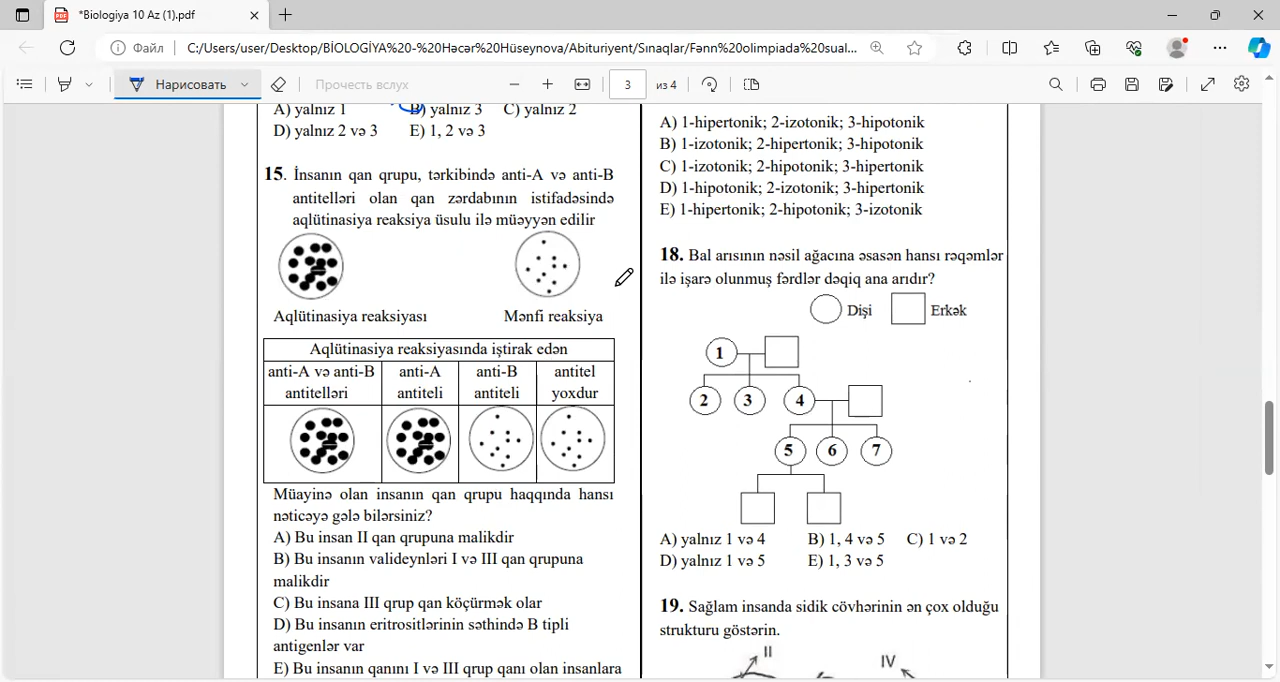 *Biologiya 10 Az (1).pdf
Файл
C:/Users/user/Desktop/BİOLOGİYA%20-%20Həcər%20Hüseynova/Abituriyent/Sınaqlar/Fənn%20olimpiada%20sual...
Нарисовать
Прочесть вслух
3 из 4
A) yalnız 1 B) yalnız 3 C) yalnız 2
D) yalnız 2 və 3 E) 1, 2 və 3
15. İnsanın qan qrupu, tərkibində anti-A və anti-B
antitelləri olan qan zərdabının istifadəsində
aqlütinasiya reaksiya üsulu ilə müəyyən edilir
Aqlütinasiya reaksiyası Mənfi reaksiya
Aqlütinasiya reaksiyasında iştirak edən
anti-A və anti-B antitelləri
anti-A antiteli
anti-B antiteli
antitel yoxdur
Müayinə olan insanın qan qrupu haqqında hansı
nəticəyə gələ bilərsiniz?
A) Bu insan II qan qrupuna malikdir
B) Bu insanın valideynləri I və III qan qrupuna
malikdir
C) Bu insana III qrup qan köçürmək olar
D) Bu insanın eritrositlərinin səthində B tipli
antigenlər var
E) Bu insanın qanını I və III qrup qanı olan insanlara
A) 1-hipertonik; 2-izotonik; 3-hipotonik
B) 1-izotonik; 2-hipertonik; 3-hipotonik
C) 1-izotonik; 2-hipotonik; 3-hipertonik
D) 1-hipotonik; 2-izotonik; 3-hipertonik
E) 1-hipertonik; 2-hipotonik; 3-izotonik
18. Bal arısının nəsil ağacına əsasən hansı rəqəmlər
ilə işarə olunmuş fərdlər dəqiq ana arıdır?
Dişi Erkək
1
2 3 4
5 6 7
A) yalnız 1 və 4 B) 1, 4 və 5 C) 1 və 2
D) yalnız 1 və 5 E) 1, 3 və 5
19. Sağlam insanda sidik cövhərinin ən çox olduğu
strukturu göstərin.
II IV